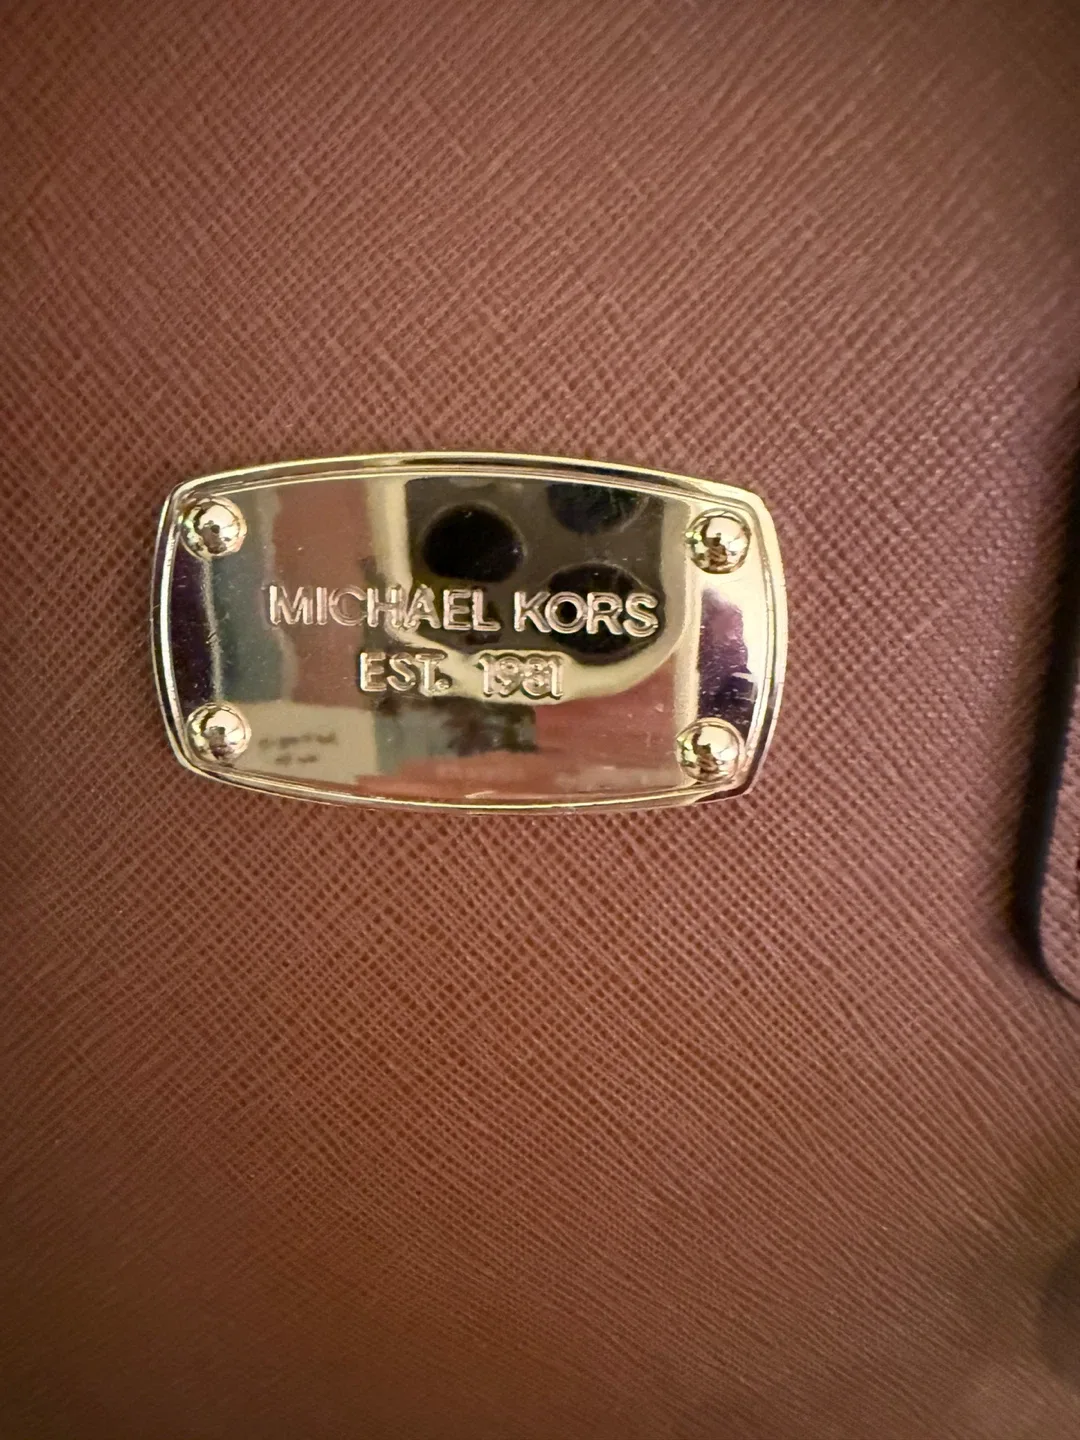 MICHAEL KORS
EST. 1981